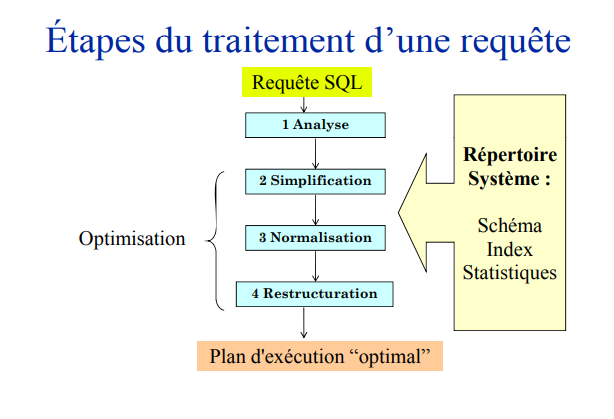 Étapes du traitement d’une requête
Requête SQL
1 Analyse
2 Simplification
3 Normalisation
4 Restructuration
Optimisation
Plan d'exécution “optimal”
Répertoire
Système :
Schéma
Index
Statistiques